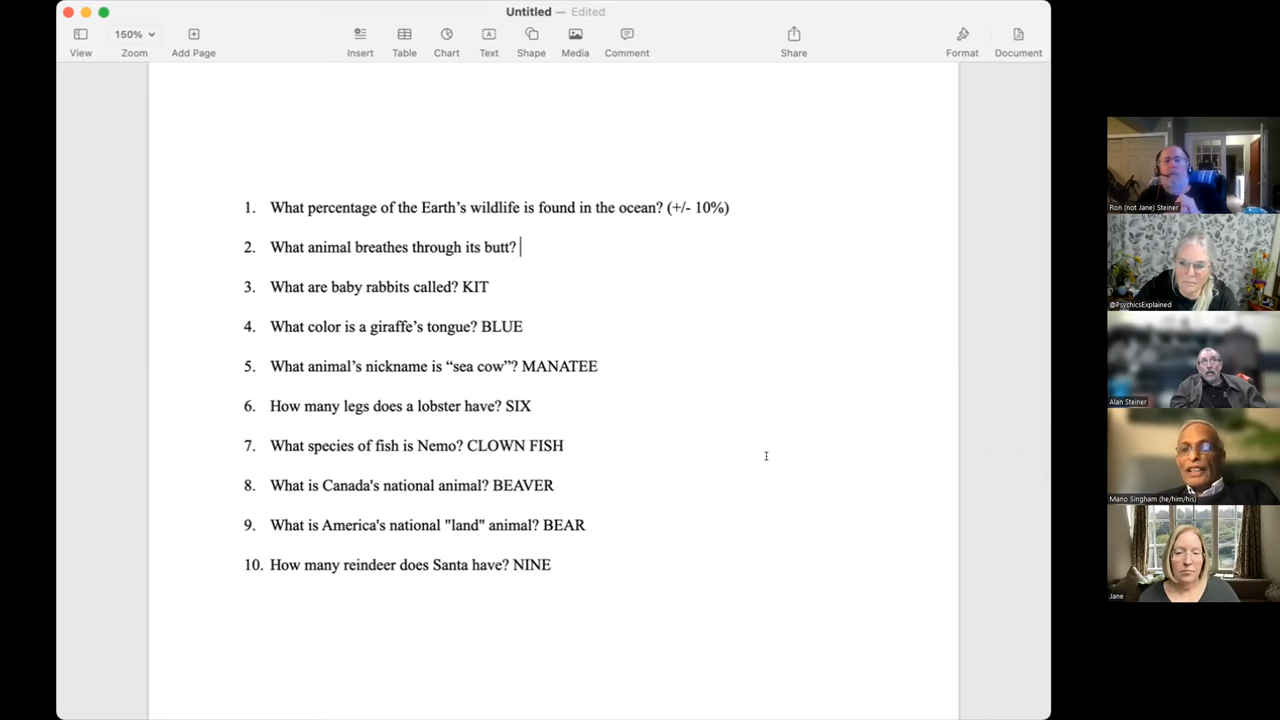 Untitled — Edited
150%
View
Zoom
Add Page
Insert
Table
Chart
Text
Shape
Media
Comment
Share
Format
Document
1. What percentage of the Earth’s wildlife is found in the ocean? (+/- 10%)
2. What animal breathes through its butt?
3. What are baby rabbits called? KIT
4. What color is a giraffe’s tongue? BLUE
5. What animal’s nickname is “sea cow”? MANATEE
6. How many legs does a lobster have? SIX
7. What species of fish is Nemo? CLOWN FISH
8. What is Canada's national animal? BEAVER
9. What is America's national "land" animal? BEAR
10. How many reindeer does Santa have? NINE
Ron (not Jane) Steiner
@PsychicsExplained
Alan Steiner
Mano Singham (he/him/his)
Jane